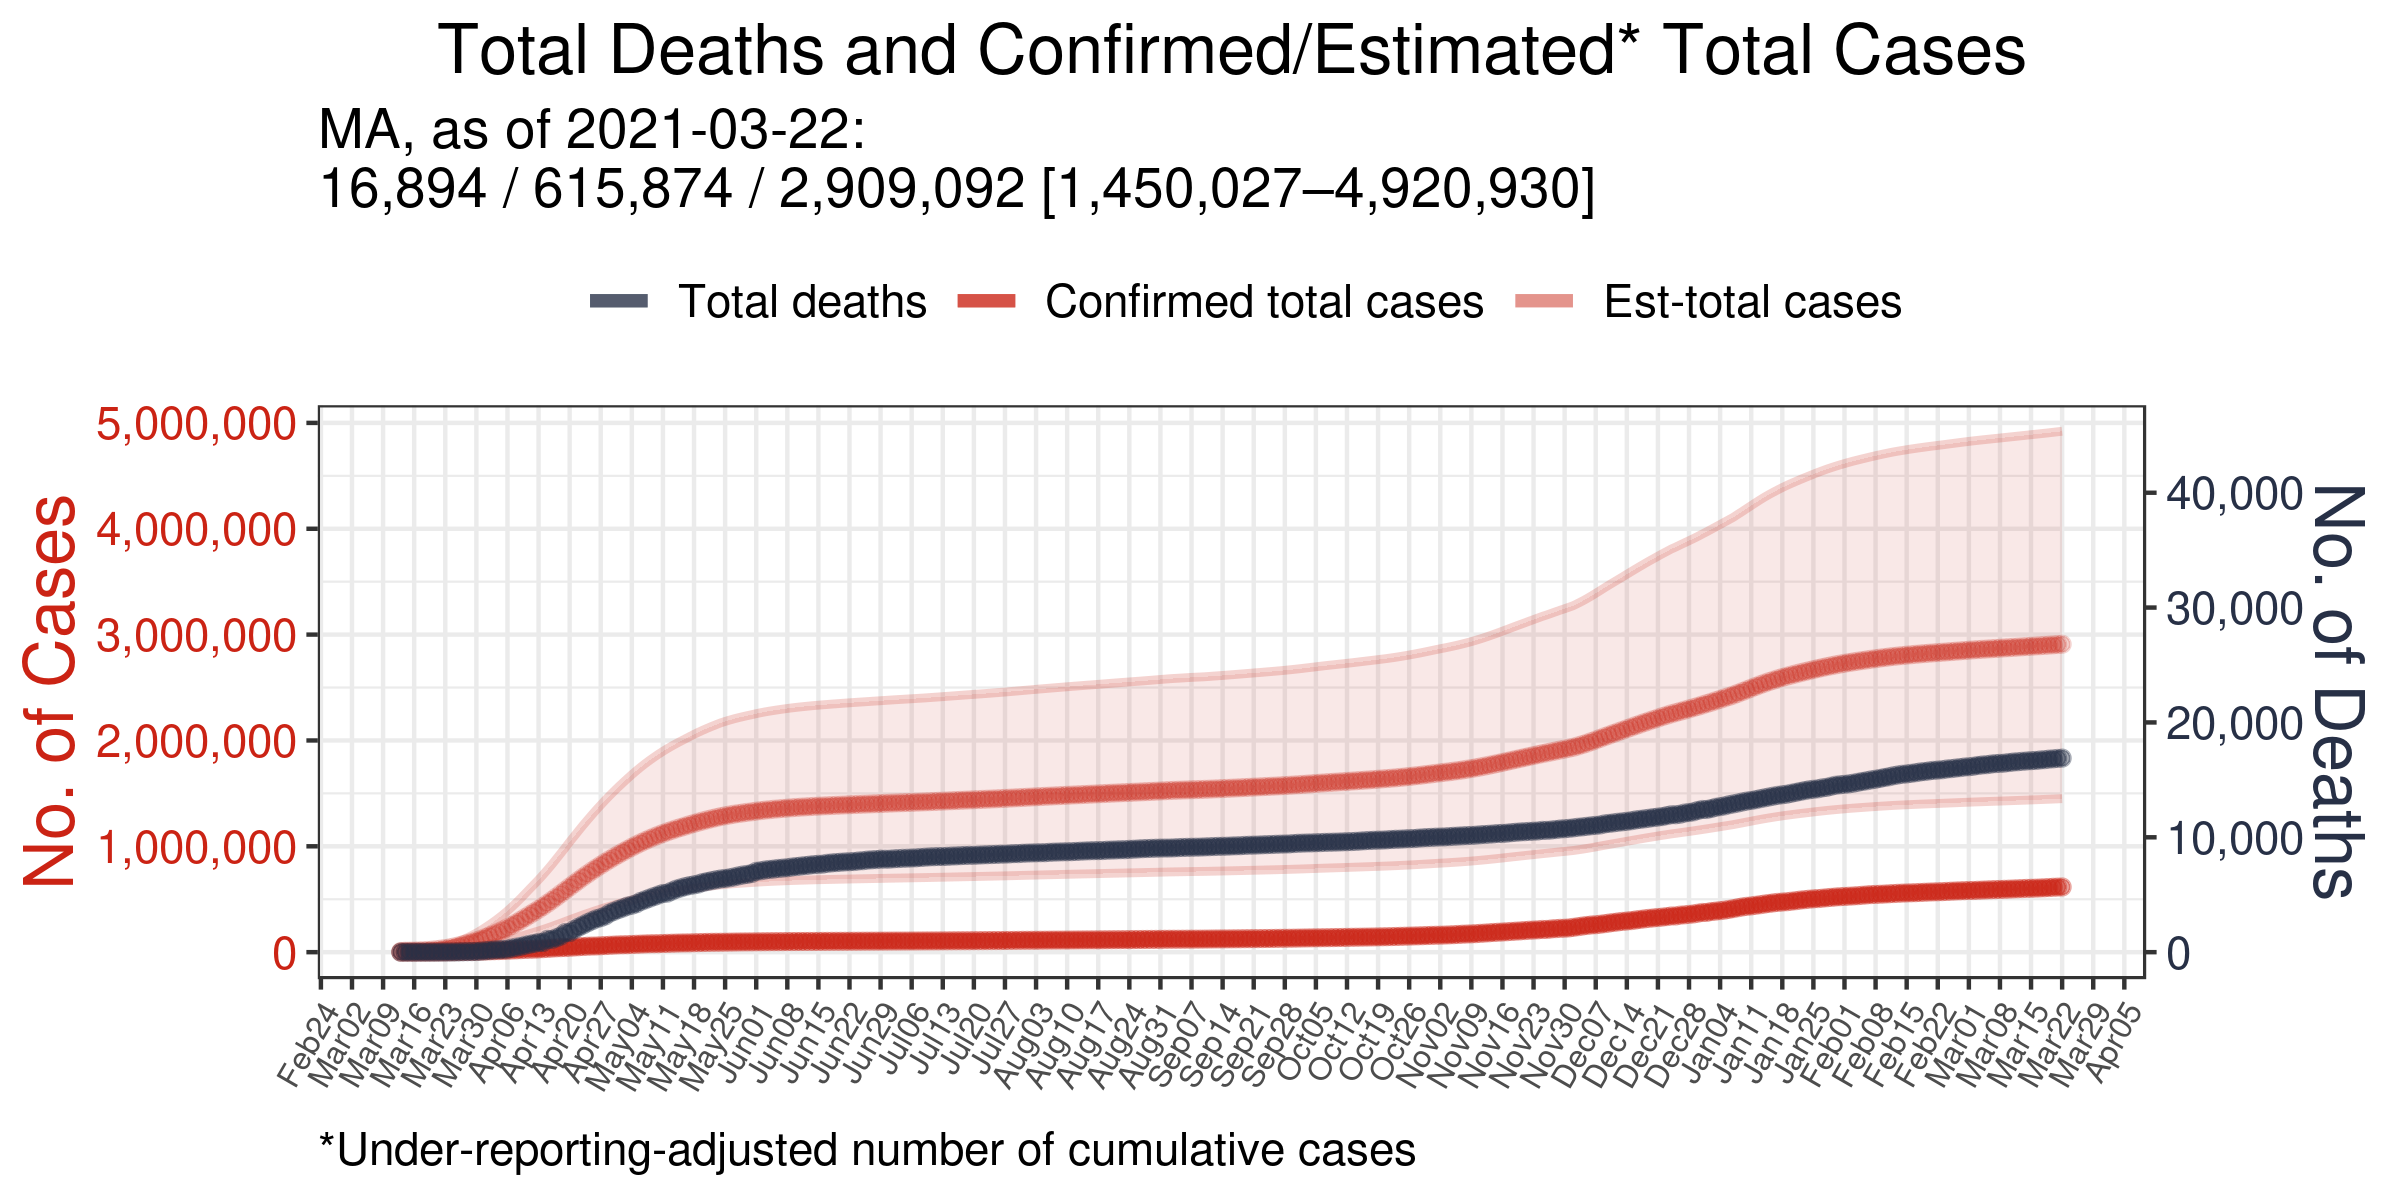 Total Deaths and Confirmed/Estimated* Total Cases
MA, as of 2021-03-22:
16,894 / 615,874 / 2,909,092 [1,450,027–4,920,930]
Total deaths
Confirmed total cases
Est-total cases
No. of Cases
5,000,000
4,000,000
3,000,000
2,000,000
1,000,000
0
40,000
30,000
20,000
10,000
0
No. of Deaths
Feb24
Mar02
Mar09
Mar16
Mar23
Mar30
Apr06
Apr13
Apr20
Apr27
May04
May11
May18
May25
Jun01
Jun08
Jun15
Jun22
Jun29
Jul06
Jul13
Jul20
Jul27
Aug03
Aug10
Aug17
Aug24
Aug31
Sep07
Sep14
Sep21
Sep28
Oct05
Oct12
Oct19
Oct26
Nov02
Nov09
Nov16
Nov23
Nov30
Dec07
Dec14
Dec21
Dec28
Jan04
Jan11
Jan18
Jan25
Feb01
Feb08
Feb15
Feb22
Mar01
Mar08
Mar15
Mar22
Mar29
Apr05
*Under-reporting-adjusted number of cumulative cases